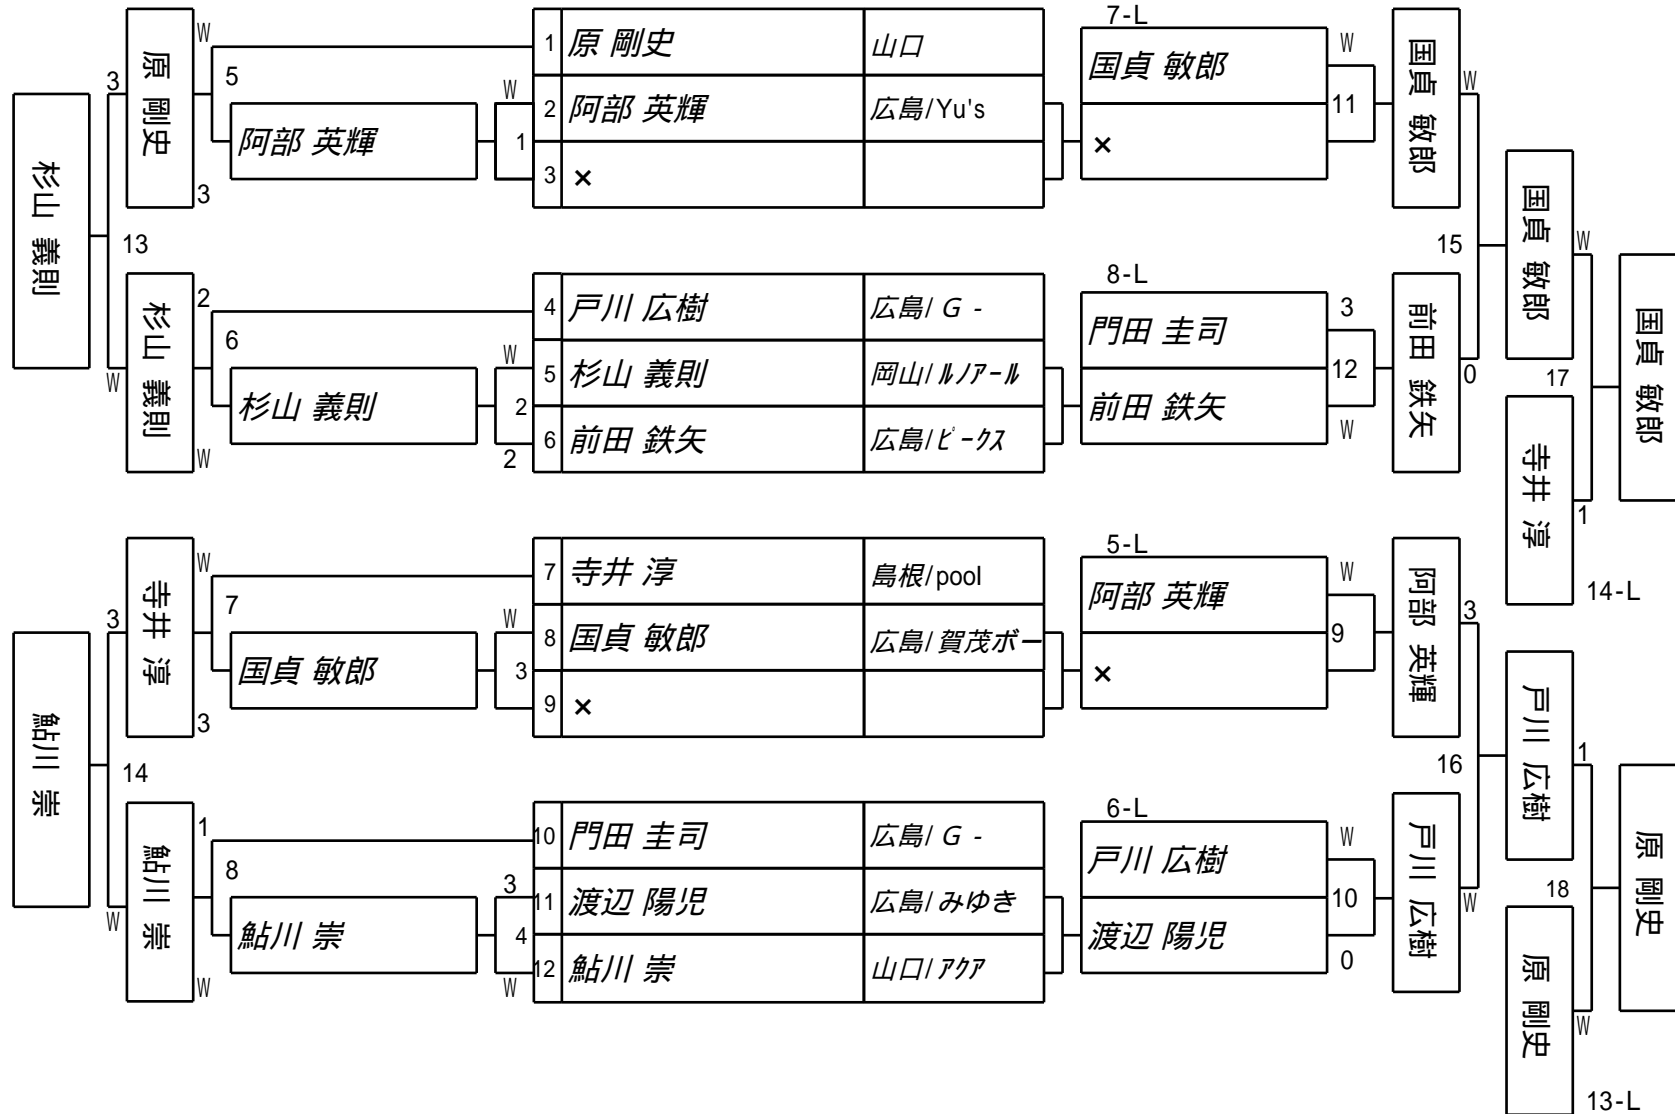 7-L
W
1 原 剛史 山口
国貞 敏郎
W
原 剛史
3
5
W
2 阿部 英輝 広島/Yu's
11
国貞 敏郎
W
阿部 英輝
1
×
3 ×
3
杉山 義則
13
国貞 敏郎
W
15
8-L
2
4 戸川 広樹 広島/ G -
門田 圭司
3
杉山 義則
6
W
5 杉山 義則 岡山/ルノアール
12
前田 鉄矢
0
国貞 敏郎
W
杉山 義則
2
前田 鉄矢
17
6 前田 鉄矢 広島/ピークス
W
W
2
寺井 淳
1
5-L
14-L
W
7 寺井 淳 島根/pool
阿部 英輝
W
寺井 淳
3
7
W
8 国貞 敏郎 広島/賀茂ボー
9
阿部 英輝
3
国貞 敏郎
3
×
9 ×
3
鮎川 崇
14
戸川 広樹
1
16
6-L
1
10 門田 圭司 広島/ G -
戸川 広樹
W
鮎川 崇
8
3
11 渡辺 陽児 広島/みゆき
10
戸川 広樹
W
原 剛史
W
鮎川 崇
4
渡辺 陽児
18
12 鮎川 崇 山口/アクア
0
W
W
原 剛史
W
13-L